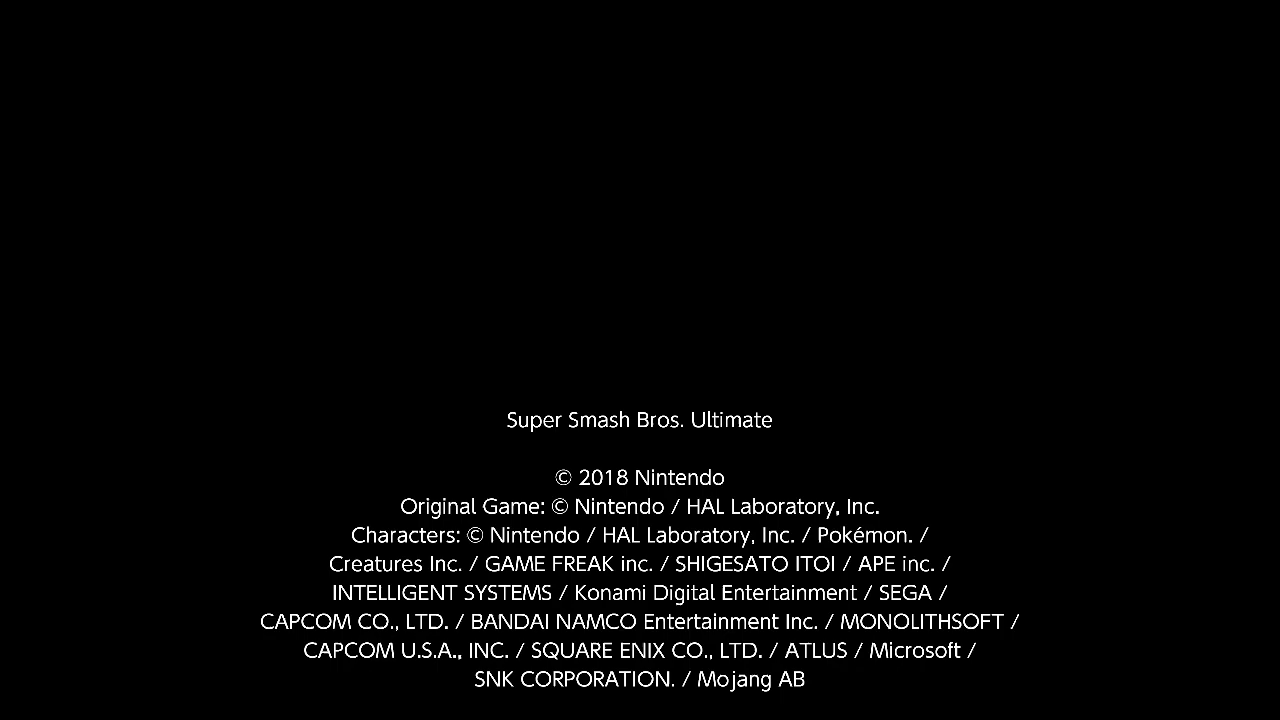 Super Smash Bros. Ultimate
© 2018 Nintendo
Original Game: © Nintendo / HAL Laboratory, Inc.
Characters: © Nintendo / HAL Laboratory, Inc. / Pokémon. /
Creatures Inc. / GAME FREAK inc. / SHIGESATO ITOI / APE inc. /
INTELLIGENT SYSTEMS / Konami Digital Entertainment / SEGA /
CAPCOM CO., LTD. / BANDAI NAMCO Entertainment Inc. / MONOLITHSOFT /
CAPCOM U.S.A., INC. / SQUARE ENIX CO., LTD. / ATLUS / Microsoft /
SNK CORPORATION. / Mojang AB